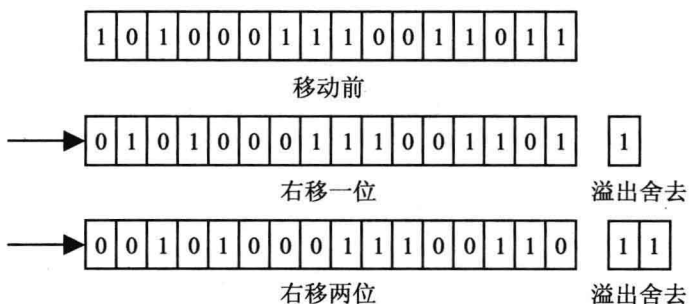 1 0 1 0 0 0 1 1 1 0 0 1 1 0 1 1
移动前
0 1 0 1 0 0 0 1 1 1 0 0 1 1 0 1 1
右移一位 溢出舍去
0 0 1 0 1 0 0 0 1 1 1 0 0 1 1 0 1 1
右移两位 溢出舍去